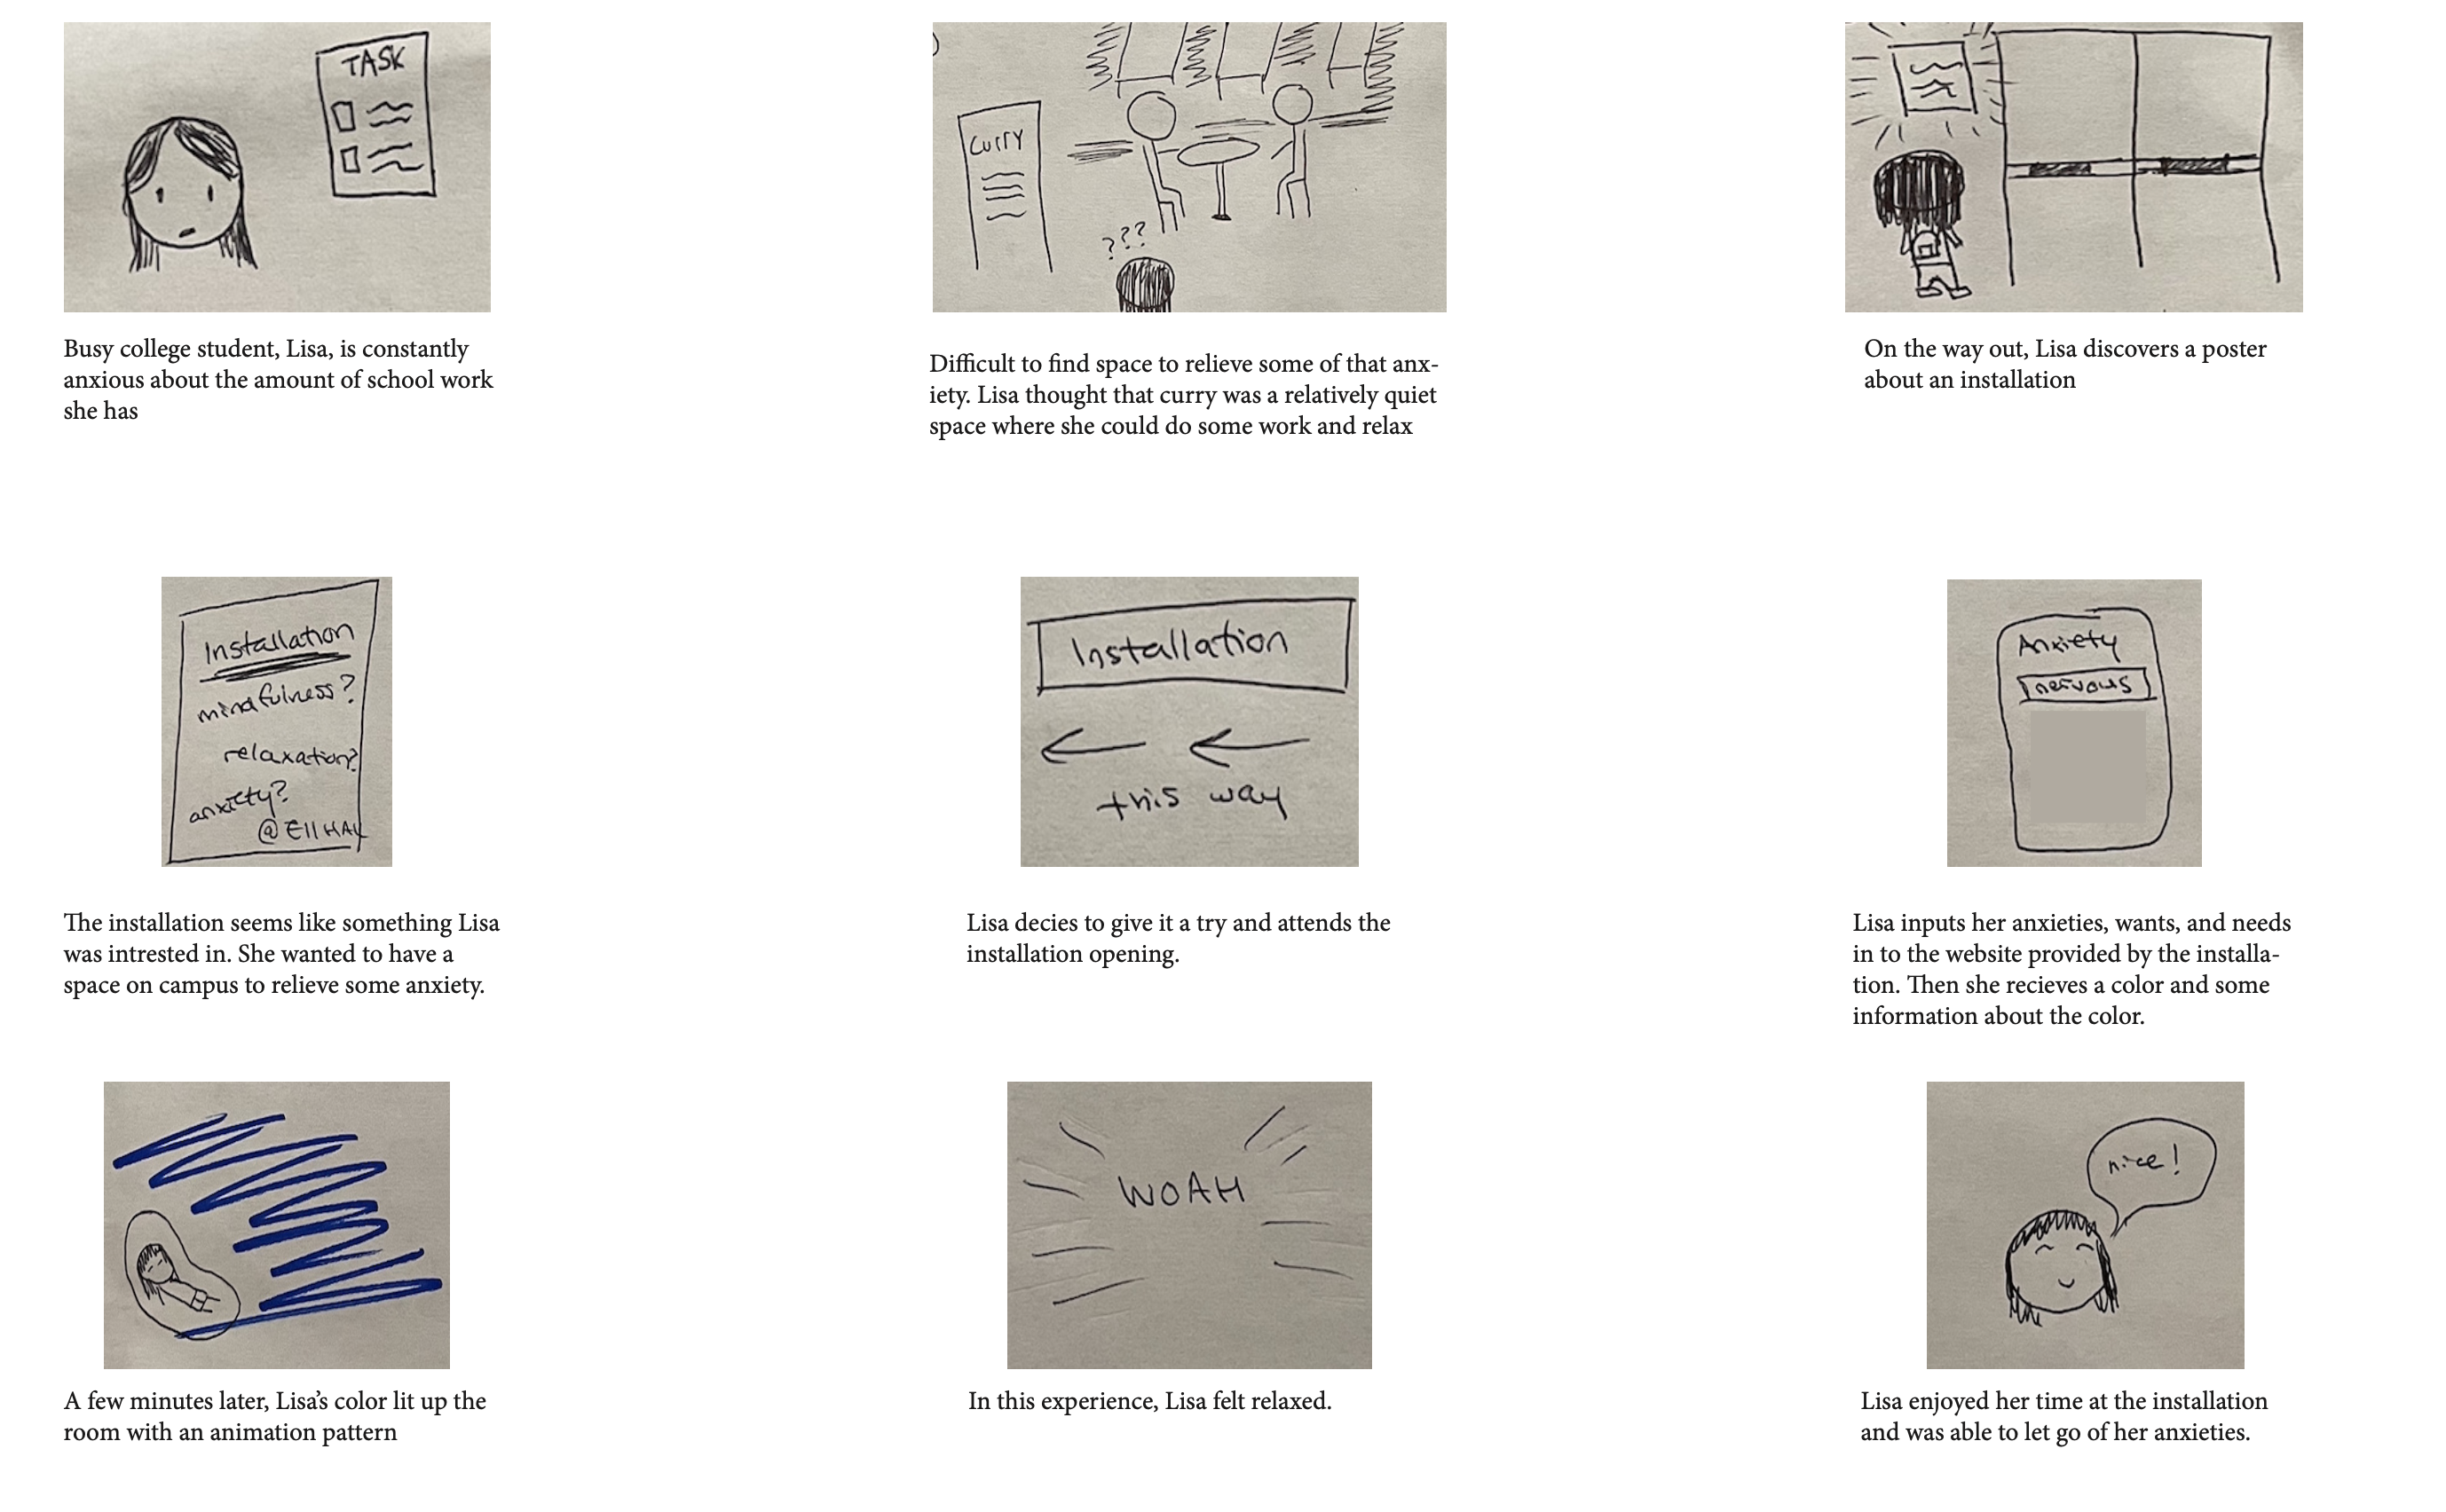 TASK
Busy college student, Lisa, is constantly
anxious about the amount of school work
she has
Curry
???
Difficult to find space to relieve some of that anx-
iety. Lisa thought that curry was a relatively quiet
space where she could do some work and relax
On the way out, Lisa discovers a poster
about an installation
Installation
mindfulness?
relaxation?
anxiety?
@ Ell HALL
The installation seems like something Lisa
was intrested in. She wanted to have a
space on campus to relieve some anxiety.
Installation
this way
Lisa decies to give it a try and attends the
installation opening.
Anxiety
nervous
Lisa inputs her anxieties, wants, and needs
in to the website provided by the installa-
tion. Then she recieves a color and some
information about the color.
A few minutes later, Lisa’s color lit up the
room with an animation pattern
WOAH
In this experience, Lisa felt relaxed.
nice!
Lisa enjoyed her time at the installation
and was able to let go of her anxieties.